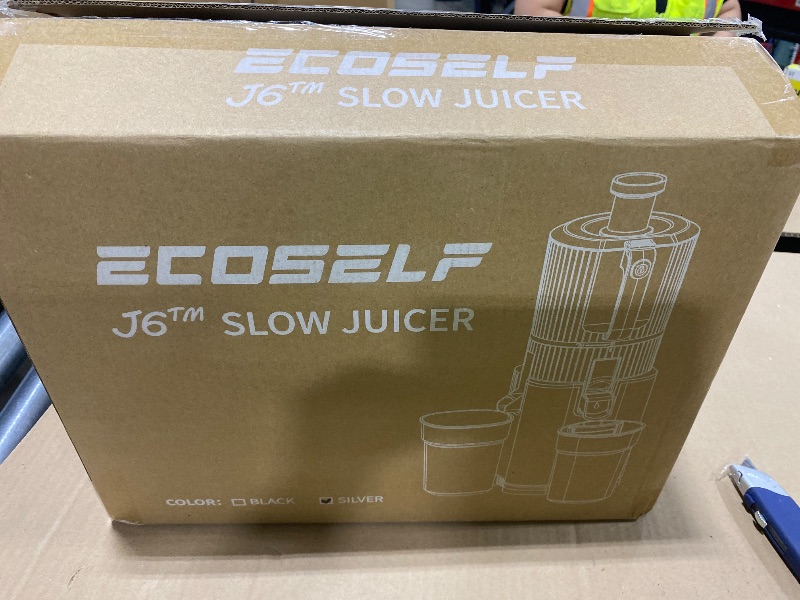 ECOSELF
J6™ SLOW JUICER
ECOSELF
J6™ SLOW JUICER
COLOR: ☐ BLACK ☑ SILVER